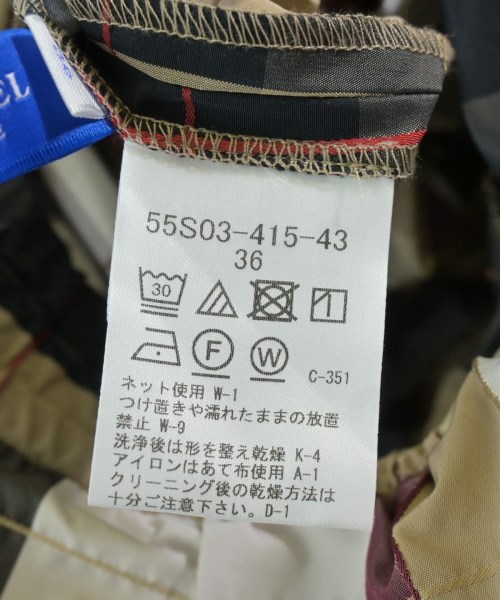 EL
E
55S03-415-43
36
30
F W C-351
ネット使用 W-1
つけ置きや濡れたままの放置
禁止 W-9
洗浄後は形を整え乾燥 K-4
アイロンはあて布使用 A-1
クリーニング後の乾燥方法は
十分ご注意下さい。D-1